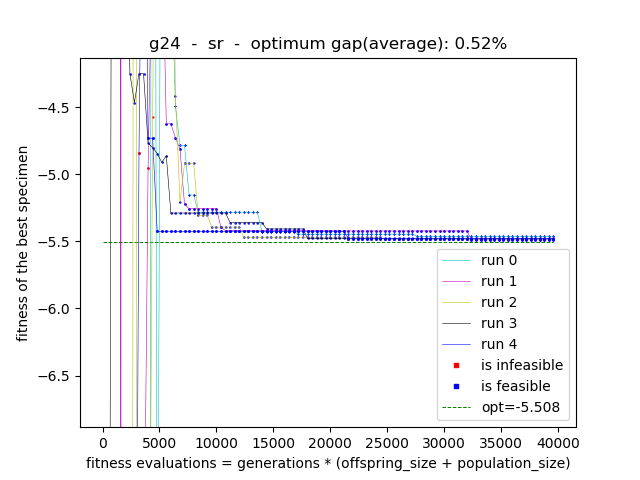 g24 - sr - optimum gap(average): 0.52%
fitness of the best specimen
−4.5
−5.0
−5.5
−6.0
−6.5
run 0
run 1
run 2
run 3
run 4
is infeasible
is feasible
opt=-5.508
0 5000 10000 15000 20000 25000 30000 35000 40000
fitness evaluations = generations * (offspring_size + population_size)